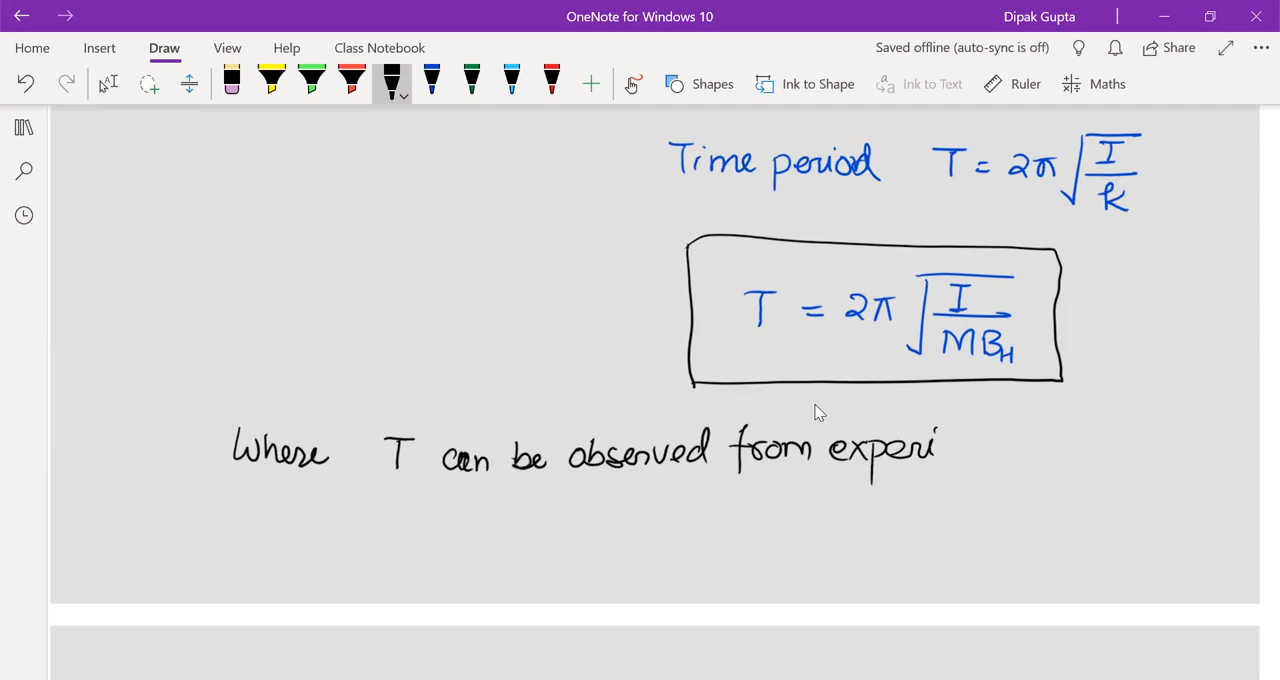 OneNote for Windows 10
Dipak Gupta
Home Insert Draw View Help Class Notebook
Saved offline (auto-sync is off)
Share
Shapes Ink to Shape Ink to Text Ruler Maths
Time period T = 2π √(I/k)
T = 2π √(I/MB_H)
Where T can be observed from experi